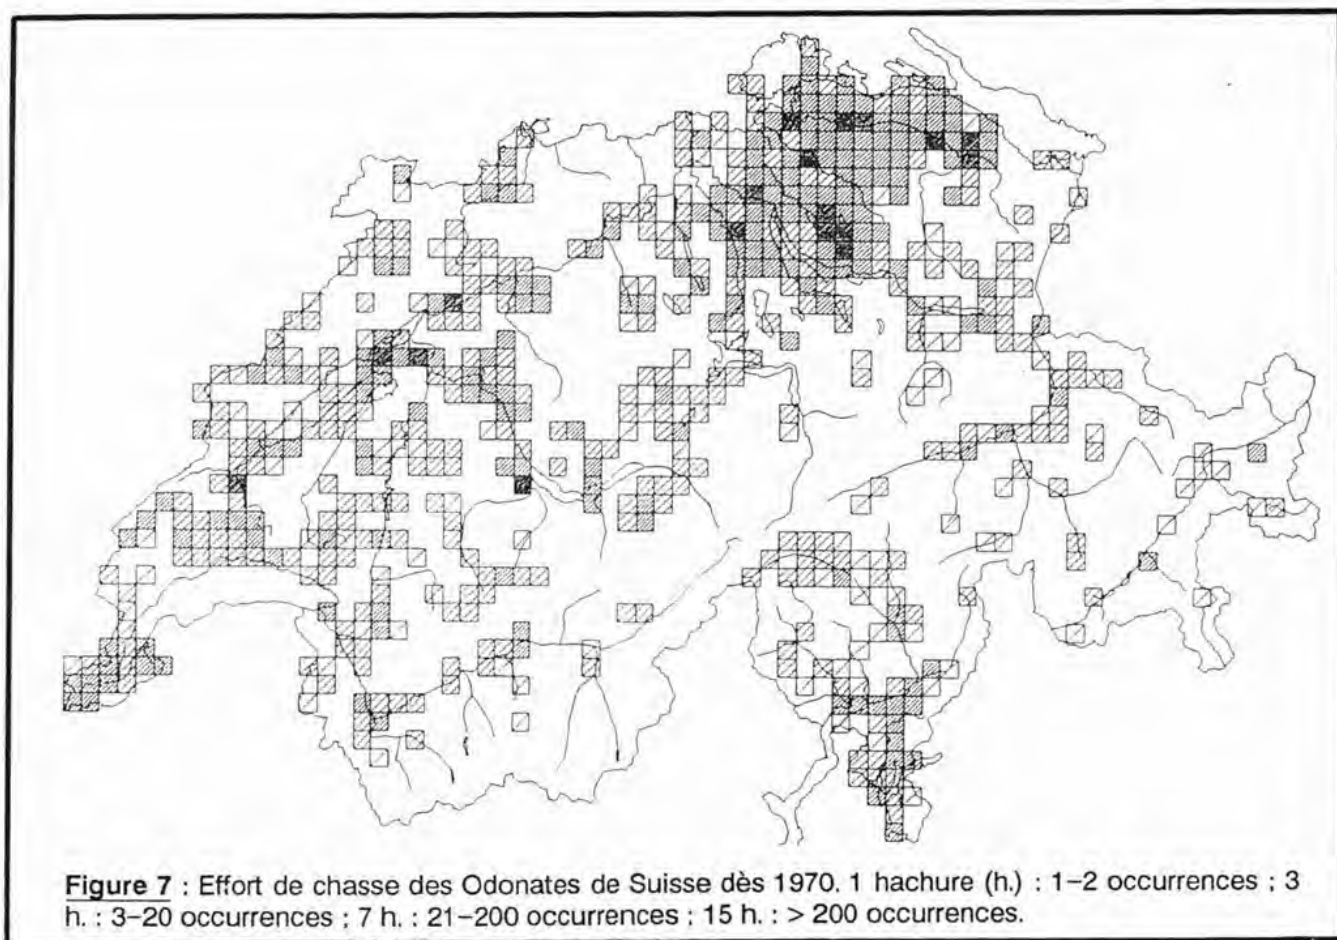 Figure 7 : Effort de chasse des Odonates de Suisse dès 1970. 1 hachure (h.) : 1–2 occurrences ; 3
h. : 3–20 occurrences ; 7 h. : 21–200 occurrences ; 15 h. : > 200 occurrences.